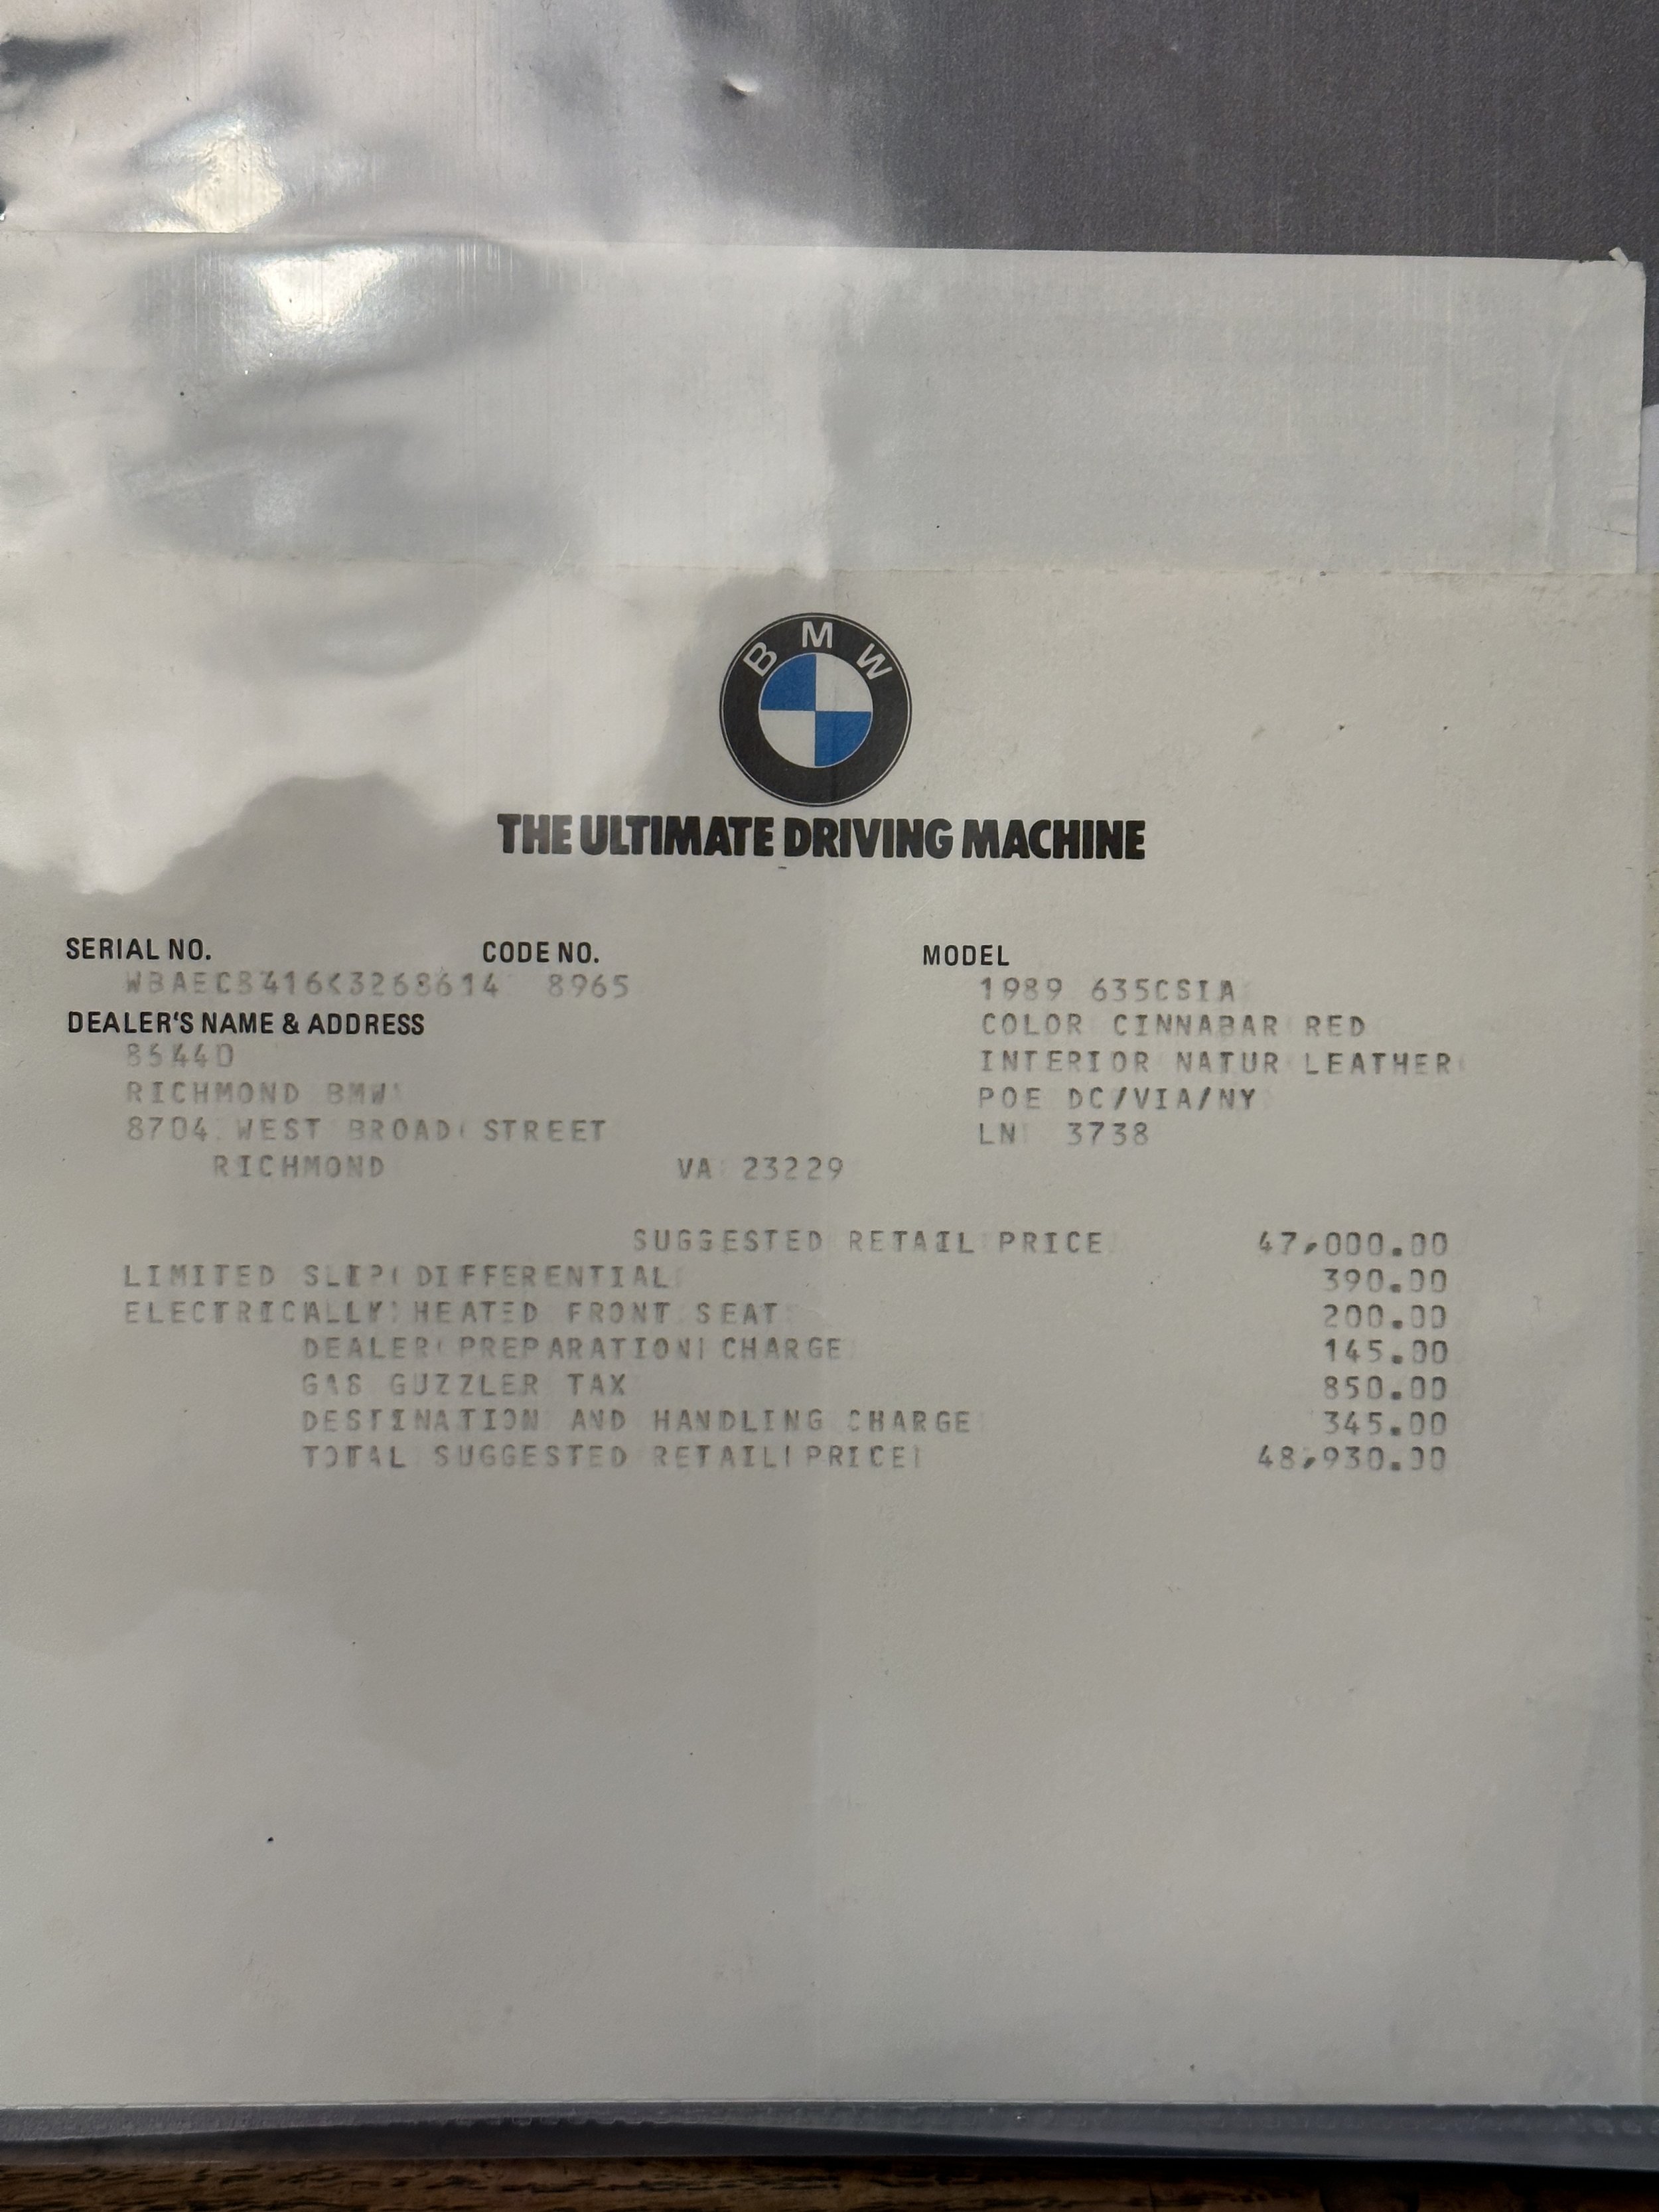 BMW
THE ULTIMATE DRIVING MACHINE
SERIAL NO. CODE NO. MODEL
WBAEC8416K3268614 8965 1989 635CSIA
DEALER'S NAME & ADDRESS COLOR CINNABAR RED
INTERIOR NATUR LEATHER
RICHMOND BMW POE DC/VIA/NY
8704 WEST BROAD STREET LN 3738
RICHMOND VA 23229
SUGGESTED RETAIL PRICE 47,000.00
LIMITED SLIP DIFFERENTIAL 390.00
ELECTRICALLY HEATED FRONT SEAT 200.00
DEALER PREPARATION CHARGE 145.00
GAS GUZZLER TAX 850.00
DESTINATION AND HANDLING CHARGE 345.00
TOTAL SUGGESTED RETAIL PRICE 48,930.00